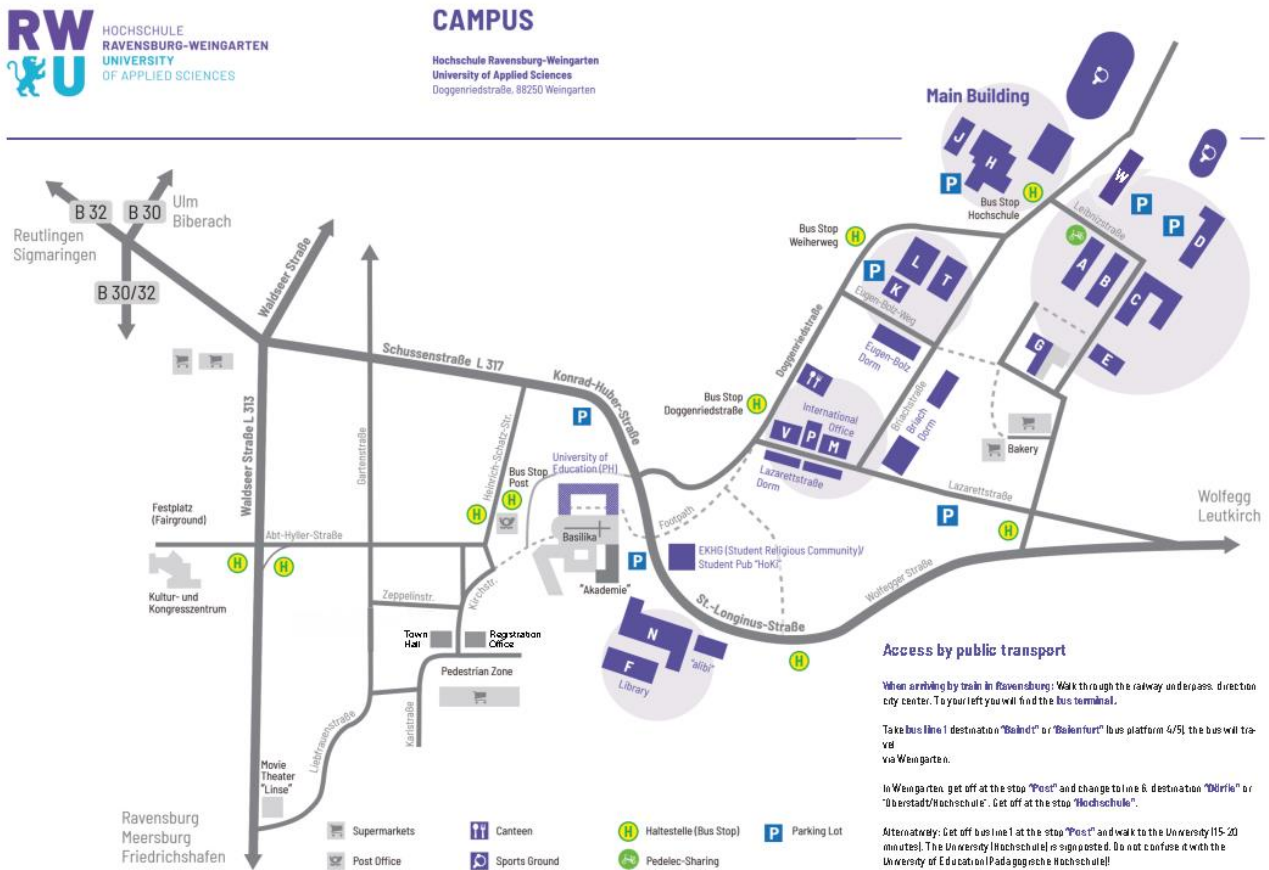 RW
U
HOCHSCHULE
RAVENSBURG-WEINGARTEN
UNIVERSITY
OF APPLIED SCIENCES
CAMPUS
Hochschule Ravensburg-Weingarten
University of Applied Sciences
Doggenriedstraße, 88250 Weingarten
Main Building
J
H
P
H
Bus Stop
Hochschule
W
P
P
D
Leibnizstraße
A
B
C
G
E
B 32
B 30
Ulm
Biberach
Reutlingen
Sigmaringen
B 30/32
Waldseer Straße
Bus Stop
Weiherweg
H
P
L
T
K
Eugen-Bolz-Weg
Eugen-Bolz
Dorm
Doggenriedstraße
Schussenstraße L 317
Konrad-Huber-Straße
P
Bus Stop
Doggenriedstraße
H
International
Office
V
P
M
Lazarettstraße
Dorm
Briachstraße
Briach
Dorm
Bakery
Lazarettstraße
P
H
Wolfegg
Leutkirch
Waldseer Straße L 313
Gartenstraße
Heinrich-Schatz-Str.
Bus Stop
Post
H
H
University of
Education (PH)
Basilika
"Akademie"
P
Footpath
EKHG (Student Religious Community)/
Student Pub "HoKi"
Festplatz
(Fairground)
Abt-Hyller-Straße
H
H
Kultur- und
Kongresszentrum
Zeppelinstr.
Kirchstr.
Town
Hall
Registration
Office
Pedestrian Zone
Karlstraße
Liebfrauenstraße
Movie
Theater
"Linse"
St.-Longinus-Straße
Wolfegger Straße
H
N
F
Library
"alibi"
Ravensburg
Meersburg
Friedrichshafen
Supermarkets
Canteen
H Haltestelle (Bus Stop)
P Parking Lot
Post Office
Sports Ground
Pedelec-Sharing
Access by public transport
When arriving by train in Ravensburg: Walk through the railway underpass, direction
city center. To your left you will find the bus terminal.
Take bus line 1 destination "Baindt" or "Baienfurt" (bus platform 4/5), the bus will tra-
vel
via Weingarten.
In Weingarten, get off at the stop "Post" and change to line 6, destination "Dörfle" or
"Oberstadt/Hochschule". Get off at the stop "Hochschule".
Alternatively: Get off bus line 1 at the stop "Post" and walk to the University (15-20
minutes). The University (Hochschule) is signposted. Do not confuse it with the
University of Education (Pädagogische Hochschule)!